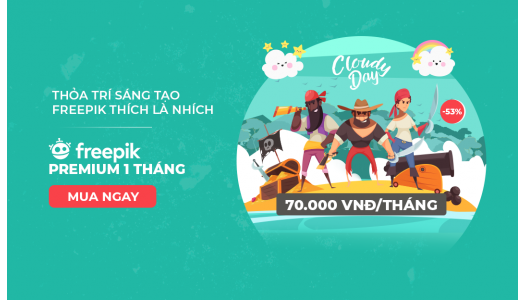 THỎA TRÍ SÁNG TẠO
FREEPIK THÍCH LÀ NHÍCH
freepik
PREMIUM 1 THÁNG
MUA NGAY
Cloudy
Day
-53%
70.000 VNĐ/THÁNG